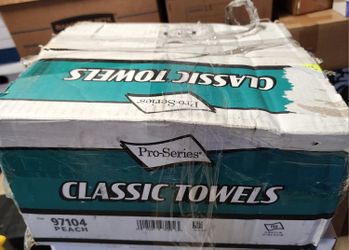 CLASSIC TOWELS
Pro-Series®
Pro-Series®
CLASSIC TOWELS
97104
PEACH